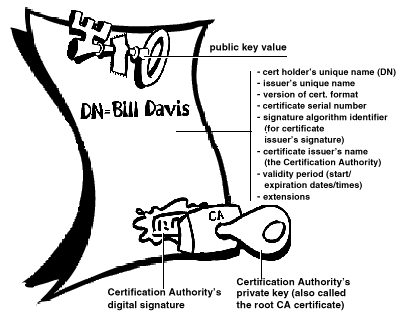 public key value
DN=Bill Davis
- cert holder's unique name (DN)
- issuer's unique name
- version of cert. format
- certificate serial number
- signature algorithm identifier
(for certificate
issuer's signature)
- certificate issuer's name
(the Certification Authority)
- validity period (start/
expiration dates/times)
- extensions
CA
Certification Authority's
digital signature
Certification Authority's
private key (also called
the root CA certificate)